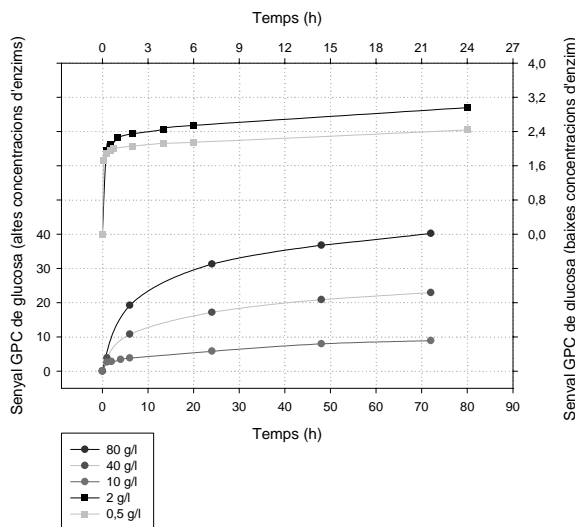 Temps (h)
0 3 6 9 12 15 18 21 24 27
Senyal GPC de glucosa (altes concentracions d'enzims)
40
30
20
10
0
4,0
3,2
2,4
1,6
0,8
0,0
Senyal GPC de glucosa (baixes concentracions d'enzims)
0 10 20 30 40 50 60 70 80 90
Temps (h)
80 g/l
40 g/l
10 g/l
2 g/l
0,5 g/l